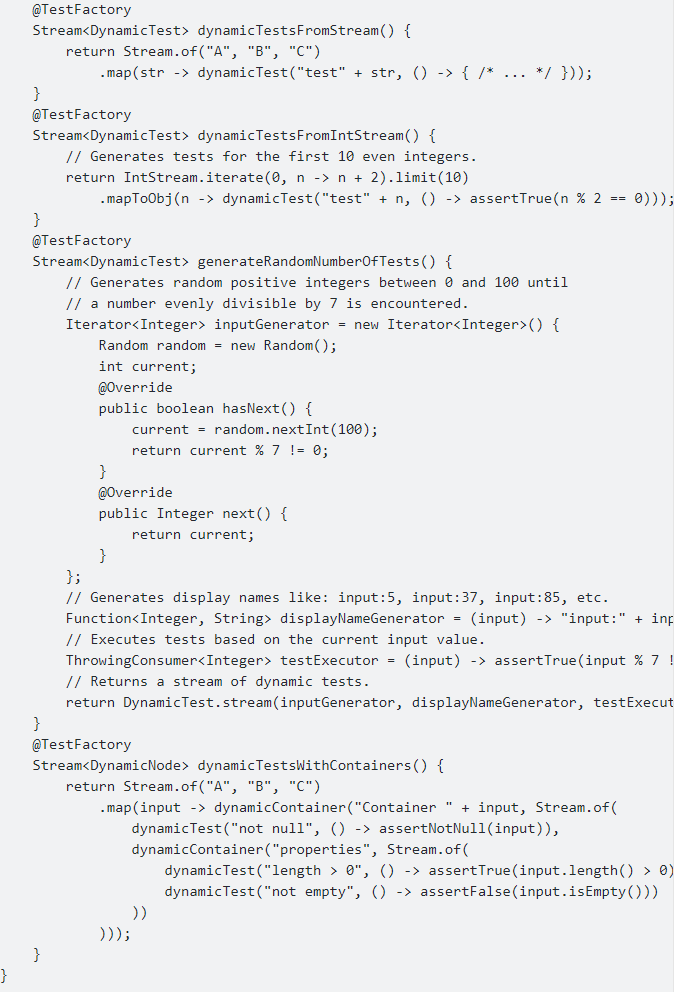 @TestFactory
Stream<DynamicTest> dynamicTestsFromStream() {
return Stream.of("A", "B", "C")
.map(str -> dynamicTest("test" + str, () -> { /* ... */ }));
}
@TestFactory
Stream<DynamicTest> dynamicTestsFromIntStream() {
// Generates tests for the first 10 even integers.
return IntStream.iterate(0, n -> n + 2).limit(10)
.mapToObj(n -> dynamicTest("test" + n, () -> assertTrue(n % 2 == 0)));
}
@TestFactory
Stream<DynamicTest> generateRandomNumberOfTests() {
// Generates random positive integers between 0 and 100 until
// a number evenly divisible by 7 is encountered.
Iterator<Integer> inputGenerator = new Iterator<Integer>() {
Random random = new Random();
int current;
@Override
public boolean hasNext() {
current = random.nextInt(100);
return current % 7 != 0;
}
@Override
public Integer next() {
return current;
}
};
// Generates display names like: input:5, input:37, input:85, etc.
Function<Integer, String> displayNameGenerator = (input) -> "input:" + inp
// Executes tests based on the current input value.
ThrowingConsumer<Integer> testExecutor = (input) -> assertTrue(input % 7 !
// Returns a stream of dynamic tests.
return DynamicTest.stream(inputGenerator, displayNameGenerator, testExecut
}
@TestFactory
Stream<DynamicNode> dynamicTestsWithContainers() {
return Stream.of("A", "B", "C")
.map(input -> dynamicContainer("Container " + input, Stream.of(
dynamicTest("not null", () -> assertNotNull(input)),
dynamicContainer("properties", Stream.of(
dynamicTest("length > 0", () -> assertTrue(input.length() > 0)
dynamicTest("not empty", () -> assertFalse(input.isEmpty()))
))
)));
}
}